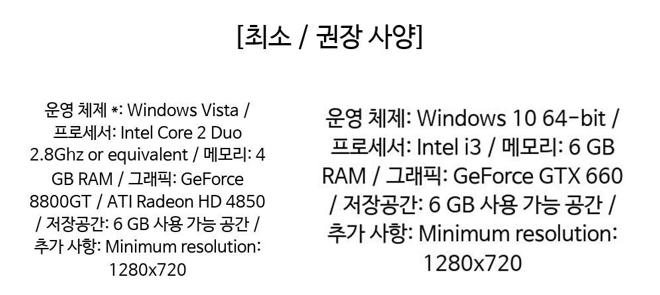 [최소 / 권장 사양]
운영 체제 *: Windows Vista /
프로세서: Intel Core 2 Duo
2.8Ghz or equivalent / 메모리: 4
GB RAM / 그래픽: GeForce
8800GT / ATI Radeon HD 4850
/ 저장공간: 6 GB 사용 가능 공간 /
추가 사항: Minimum resolution:
1280x720
운영 체제: Windows 10 64-bit /
프로세서: Intel i3 / 메모리: 6 GB
RAM / 그래픽: GeForce GTX 660
/ 저장공간: 6 GB 사용 가능 공간 /
추가 사항: Minimum resolution:
1280x720